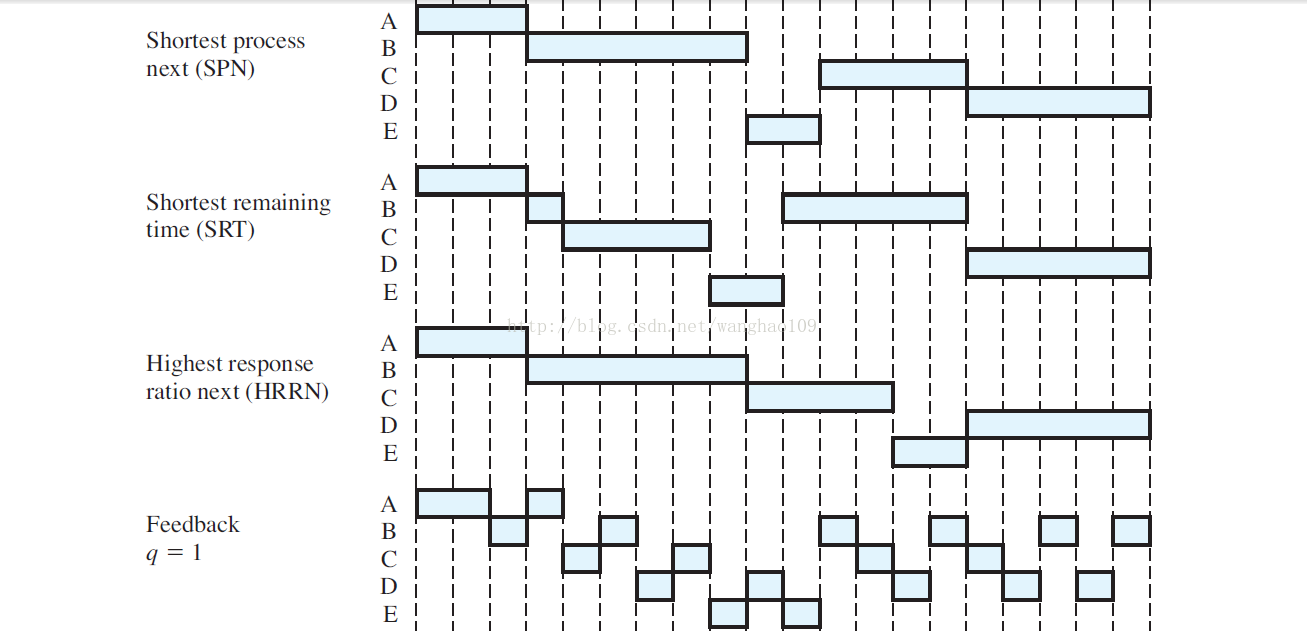 A
Shortest process
B
next (SPN)
C
D
E
A
Shortest remaining
B
time (SRT)
C
D
E
http://blog.csdn.net/wanghao109
A
Highest response
B
ratio next (HRRN)
C
D
E
A
Feedback
B
q = 1
C
D
E